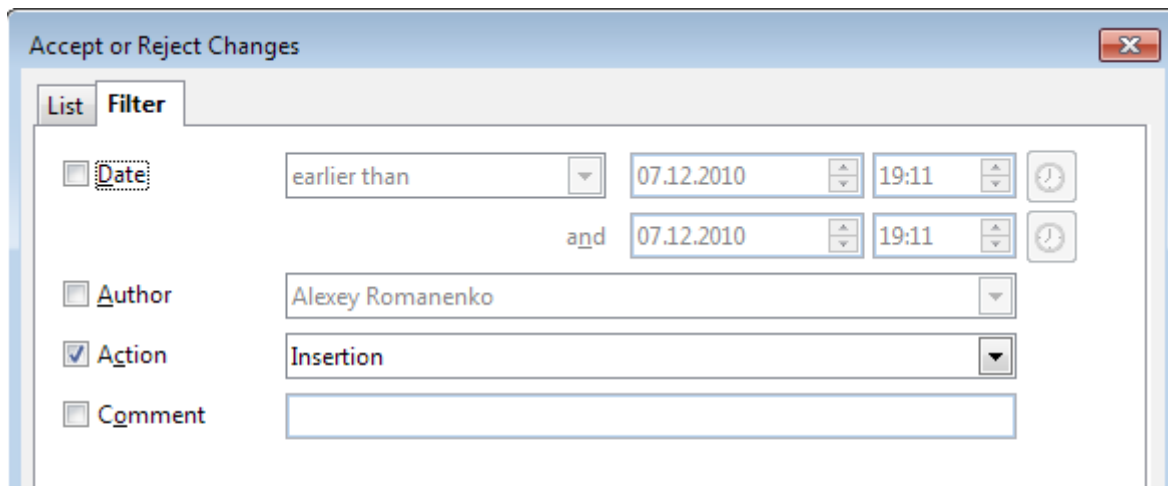 Accept or Reject Changes
List Filter
Date earlier than 07.12.2010 19:11
and 07.12.2010 19:11
Author Alexey Romanenko
Action Insertion
Comment